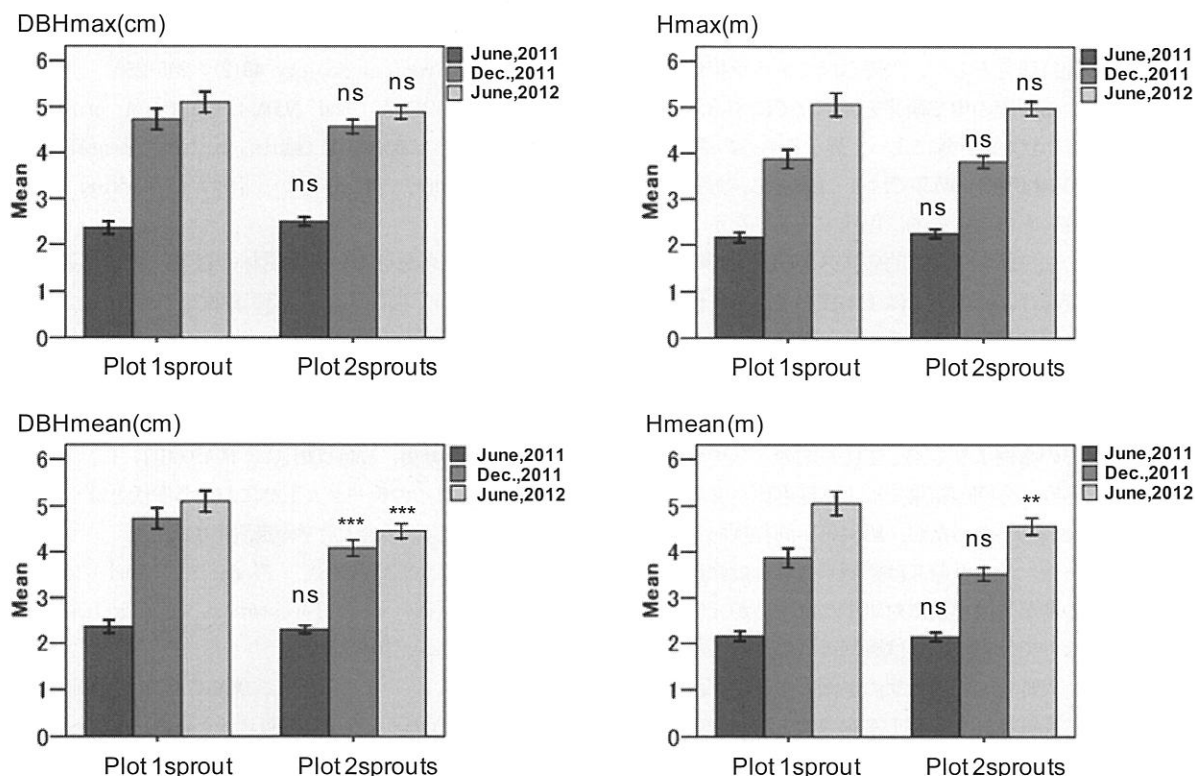 DBHmax(cm)
6
5
4
3
2
1
0
Mean
June,2011
Dec.,2011
June,2012
ns
ns
ns
Plot 1sprout
Plot 2sprouts
Hmax(m)
6
5
4
3
2
1
0
Mean
June,2011
Dec.,2011
June,2012
ns
ns
ns
Plot 1sprout
Plot 2sprouts
DBHmean(cm)
6
5
4
3
2
1
0
Mean
June,2011
Dec.,2011
June,2012
ns
***
***
Plot 1sprout
Plot 2sprouts
Hmean(m)
6
5
4
3
2
1
0
Mean
June,2011
Dec.,2011
June,2012
ns
ns
**
Plot 1sprout
Plot 2sprouts